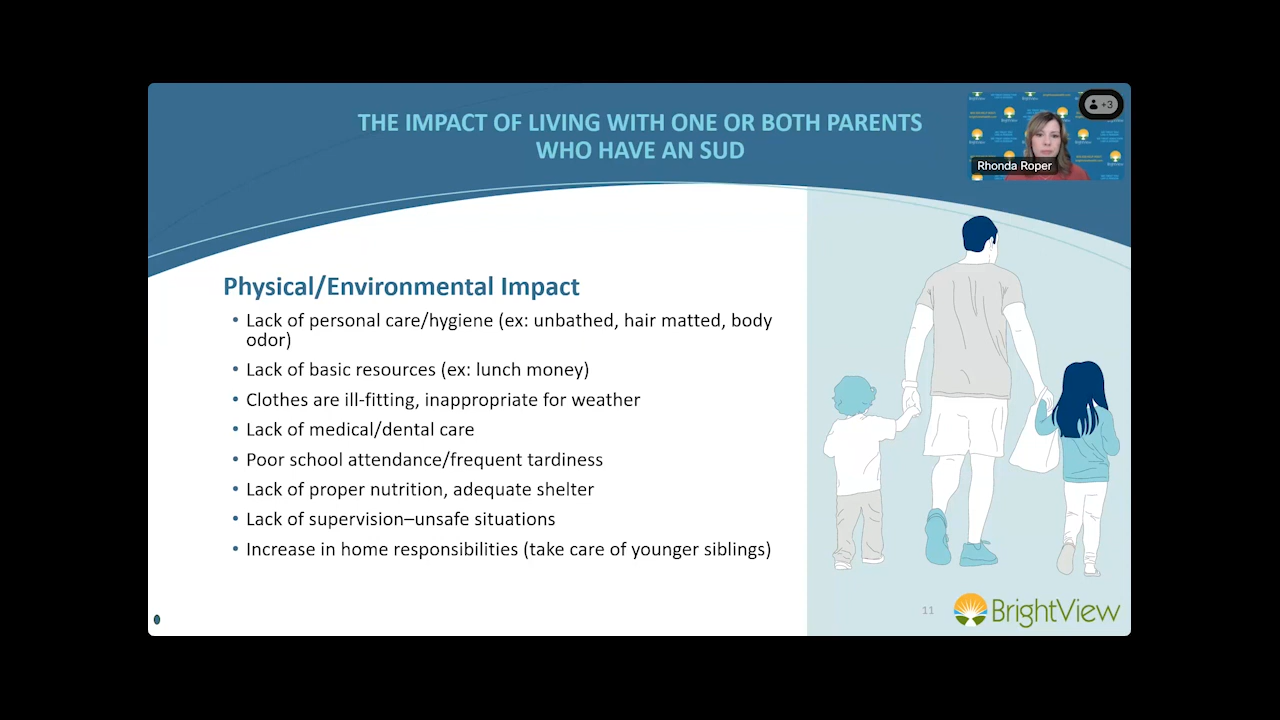 THE IMPACT OF LIVING WITH ONE OR BOTH PARENTS
WHO HAVE AN SUD
+3
Rhonda Roper
Physical/Environmental Impact
• Lack of personal care/hygiene (ex: unbathed, hair matted, body
odor)
• Lack of basic resources (ex: lunch money)
• Clothes are ill-fitting, inappropriate for weather
• Lack of medical/dental care
• Poor school attendance/frequent tardiness
• Lack of proper nutrition, adequate shelter
• Lack of supervision–unsafe situations
• Increase in home responsibilities (take care of younger siblings)
11
BrightView